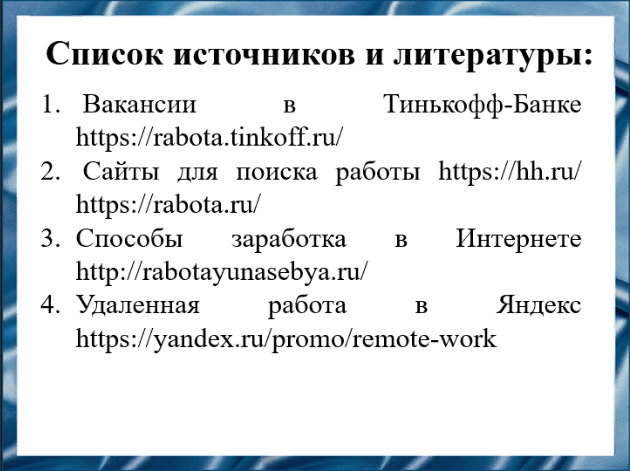 Список источников и литературы:
1. Вакансии в Тинькофф-Банке
https://rabota.tinkoff.ru/
2. Сайты для поиска работы https://hh.ru/
https://rabota.ru/
3. Способы заработка в Интернете
http://rabotayunasebya.ru/
4. Удаленная работа в Яндекс
https://yandex.ru/promo/remote-work